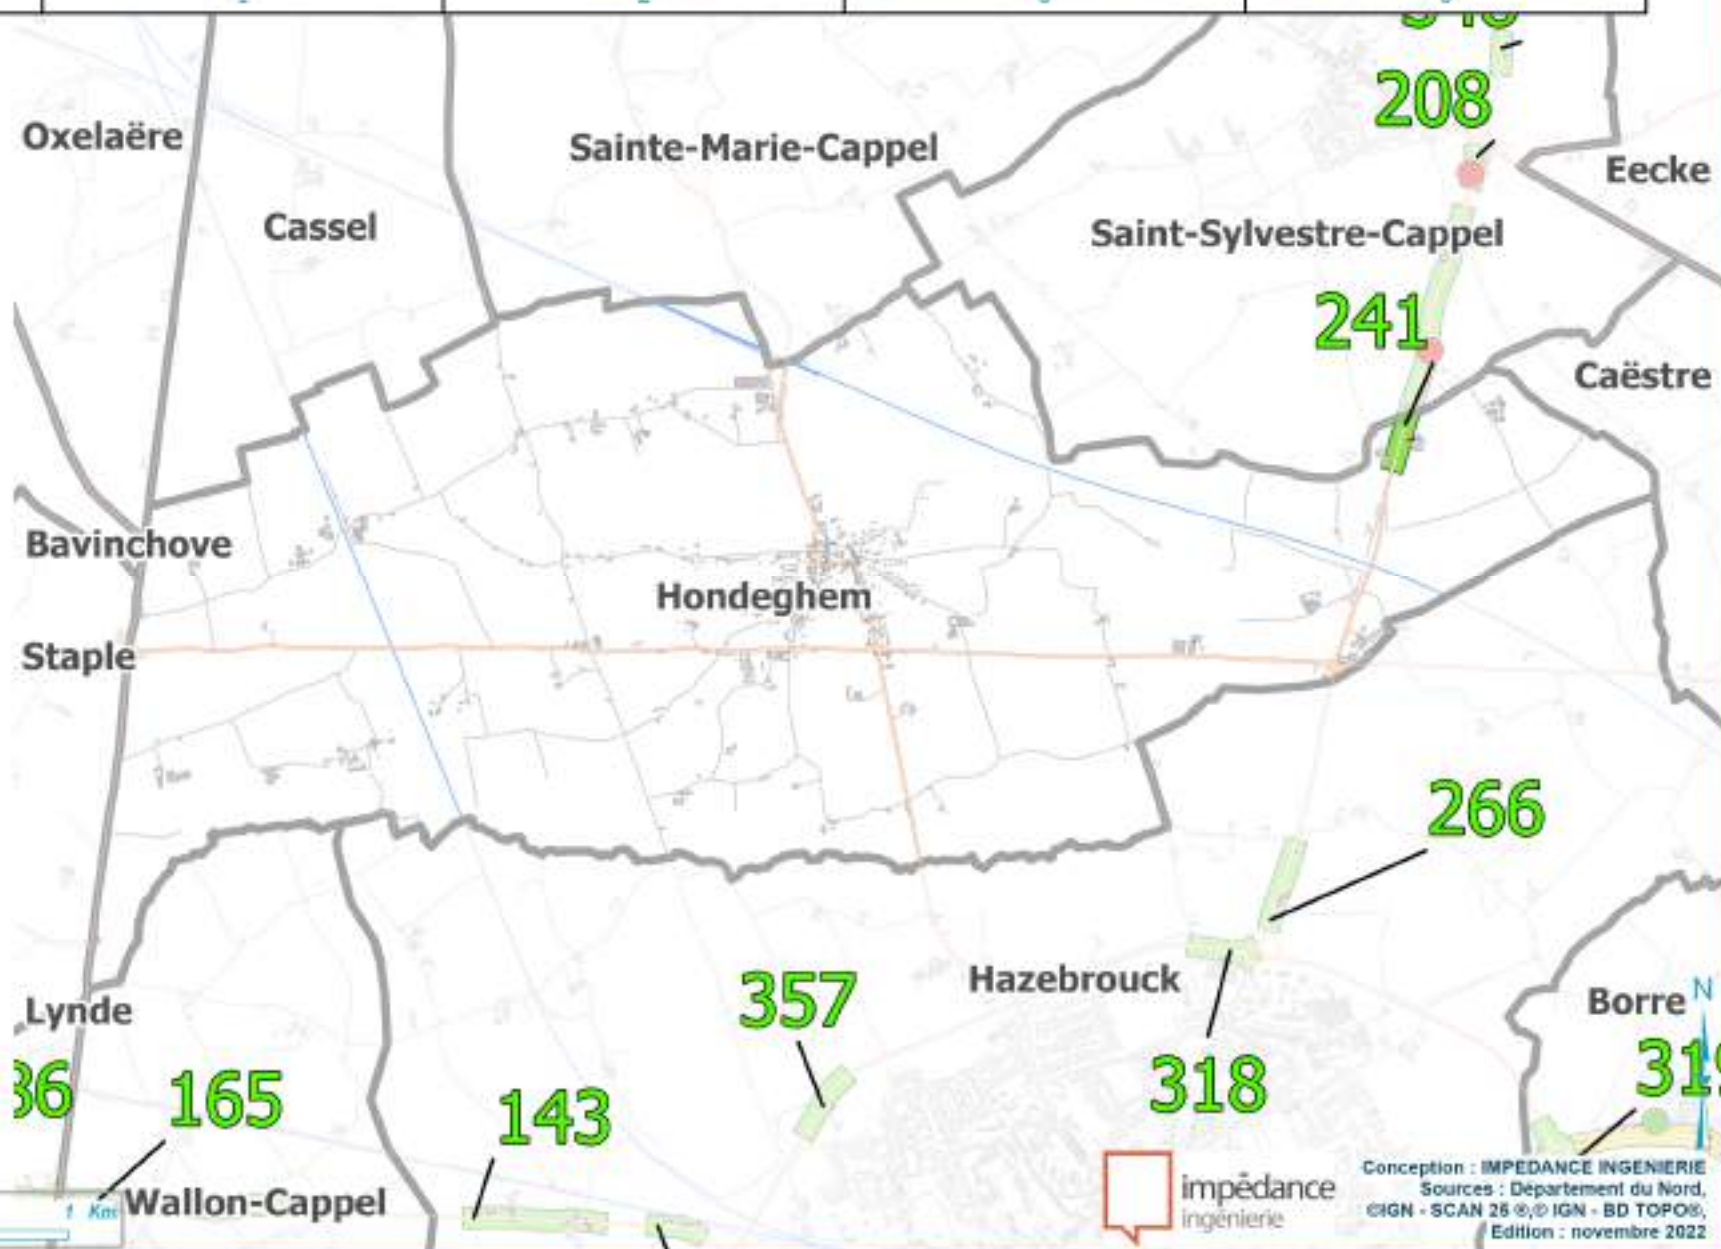 208
Oxelaëre
Sainte-Marie-Cappel
Eecke
Cassel
Saint-Sylvestre-Cappel
241
Caëstre
Bavinchove
Hondeghem
Staple
266
Hazebrouck
357
Borre
N
Lynde
318
165
143
Wallon-Cappel
1 Km
impédance
ingénierie
Conception : IMPEDANCE INGENIERIE
Sources : Département du Nord,
©IGN - SCAN 25 ®,© IGN - BD TOPO®,
Edition : novembre 2022